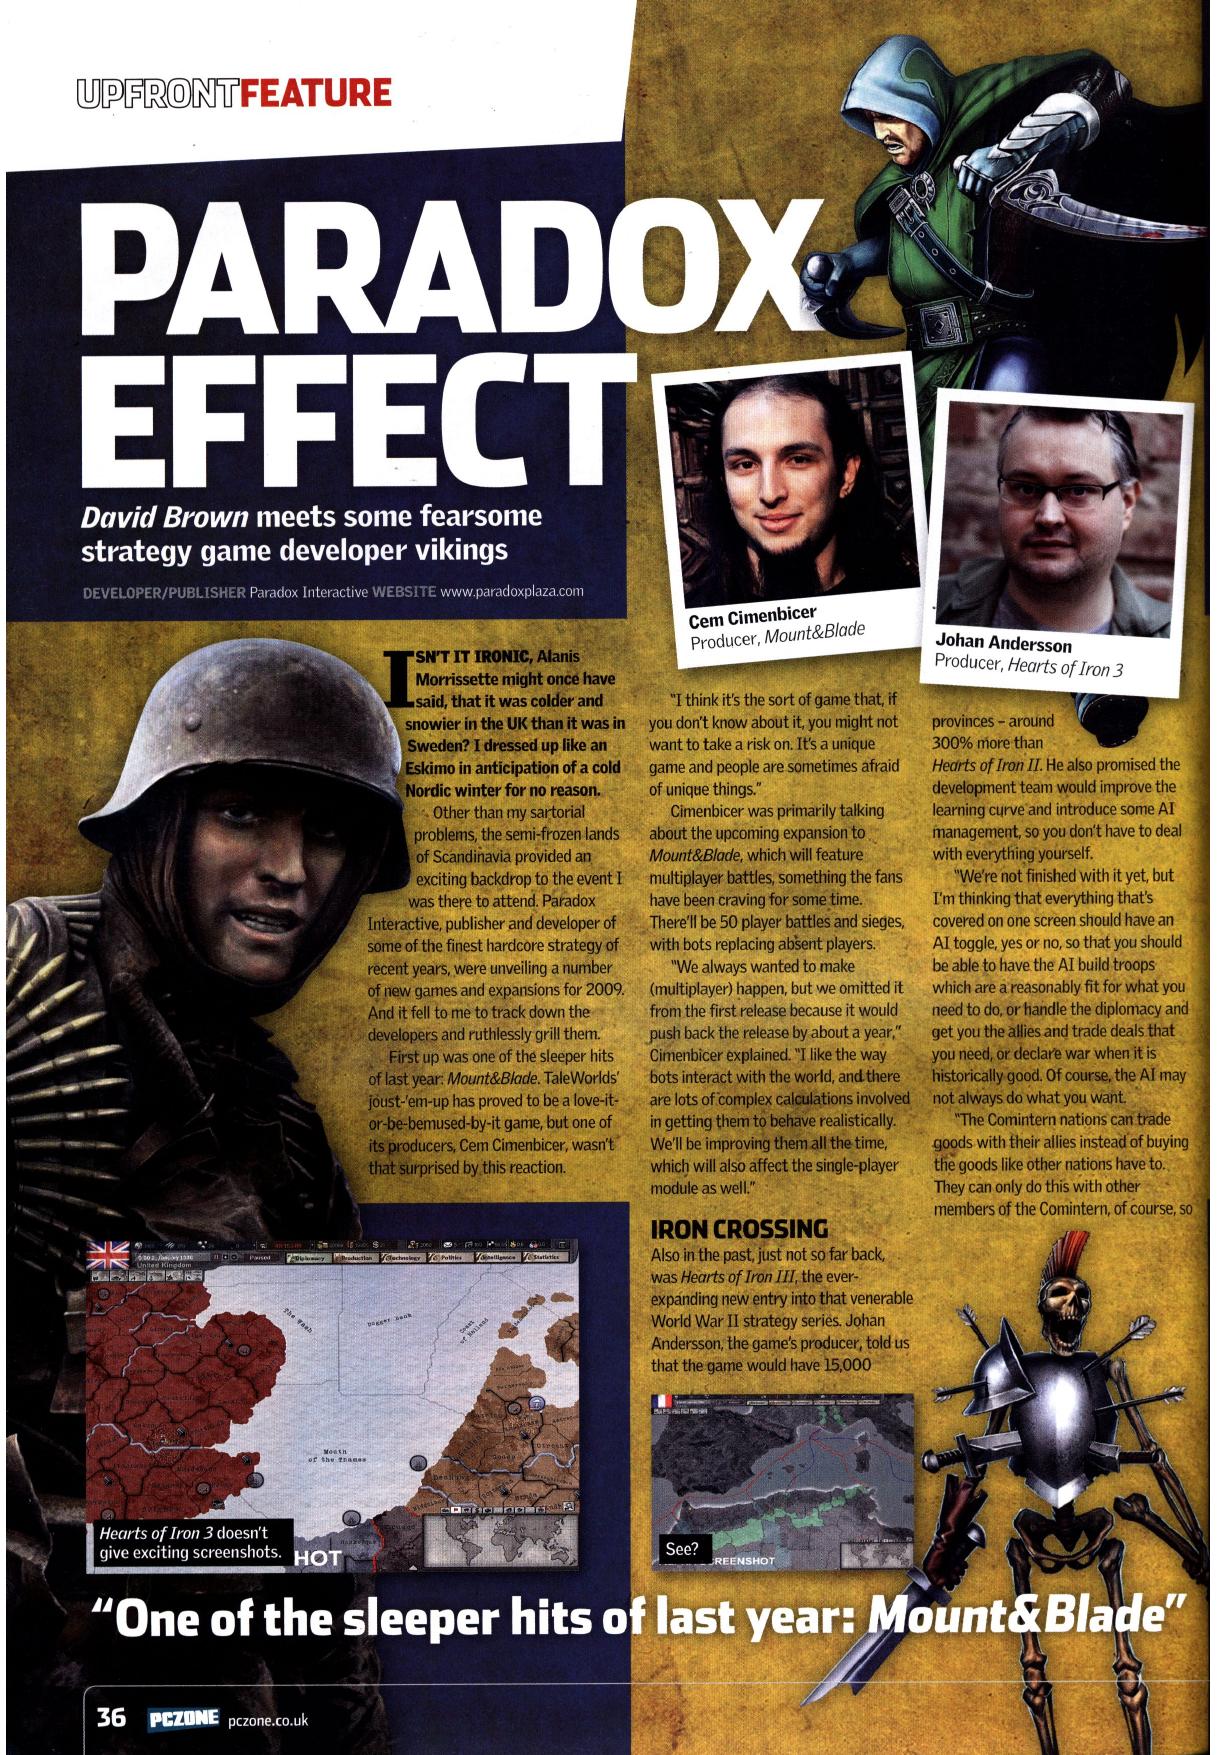 UPFRONTFEATURE
PARADOX
EFFECT
David Brown meets some fearsome
strategy game developer vikings
DEVELOPER/PUBLISHER Paradox Interactive WEBSITE www.paradoxplaza.com
Cem Cimenbicer
Producer, Mount&Blade
Johan Andersson
Producer, Hearts of Iron 3
ISN'T IT IRONIC, Alanis
Morrissette might once have
said, that it was colder and
snowier in the UK than it was in
Sweden? I dressed up like an
Eskimo in anticipation of a cold
Nordic winter for no reason.
Other than my sartorial
problems, the semi-frozen lands
of Scandinavia provided an
exciting backdrop to the event I
was there to attend. Paradox
Interactive, publisher and developer of
some of the finest hardcore strategy of
recent years, were unveiling a number
of new games and expansions for 2009.
And it fell to me to track down the
developers and ruthlessly grill them.
First up was one of the sleeper hits
of last year: Mount&Blade. TaleWorlds'
joust-'em-up has proved to be a love-it-
or-be-bemused-by-it game, but one of
its producers, Cem Cimenbicer, wasn't
that surprised by this reaction.
"I think it's the sort of game that, if
you don't know about it, you might not
want to take a risk on. It's a unique
game and people are sometimes afraid
of unique things."
Cimenbicer was primarily talking
about the upcoming expansion to
Mount&Blade, which will feature
multiplayer battles, something the fans
have been craving for some time.
There'll be 50 player battles and sieges,
with bots replacing absent players.
"We always wanted to make
(multiplayer) happen, but we omitted it
from the first release because it would
push back the release by about a year,"
Cimenbicer explained. "I like the way
bots interact with the world, and there
are lots of complex calculations involved
in getting them to behave realistically.
We'll be improving them all the time,
which will also affect the single-player
module as well."
IRON CROSSING
Also in the past, just not so far back,
was Hearts of Iron III, the ever-
expanding new entry into that venerable
World War II strategy series. Johan
Andersson, the game's producer, told us
that the game would have 15,000
provinces – around
300% more than
Hearts of Iron II. He also promised the
development team would improve the
learning curve and introduce some AI
management, so you don't have to deal
with everything yourself.
"We're not finished with it yet, but
I'm thinking that everything that's
covered on one screen should have an
AI toggle, yes or no, so that you should
be able to have the AI build troops
which are a reasonably fit for what you
need to do, or handle the diplomacy and
get you the allies and trade deals that
you need, or declare war when it is
historically good. Of course, the AI may
not always do what you want.
"The Comintern nations can trade
goods with their allies instead of buying
the goods like other nations have to.
They can only do this with other
members of the Comintern, of course, so
United Kingdom
Paused
Diplomacy Production Technology Politics Intelligence Statistics
The Wash
Dogger Bank
Coast
of Holland
Mouth
of the Thames
Hearts of Iron 3 doesn't
give exciting screenshots.
HOT
See?
REENSHOT
"One of the sleeper hits of last year: Mount&Blade"
36 PCZONE pczone.co.uk